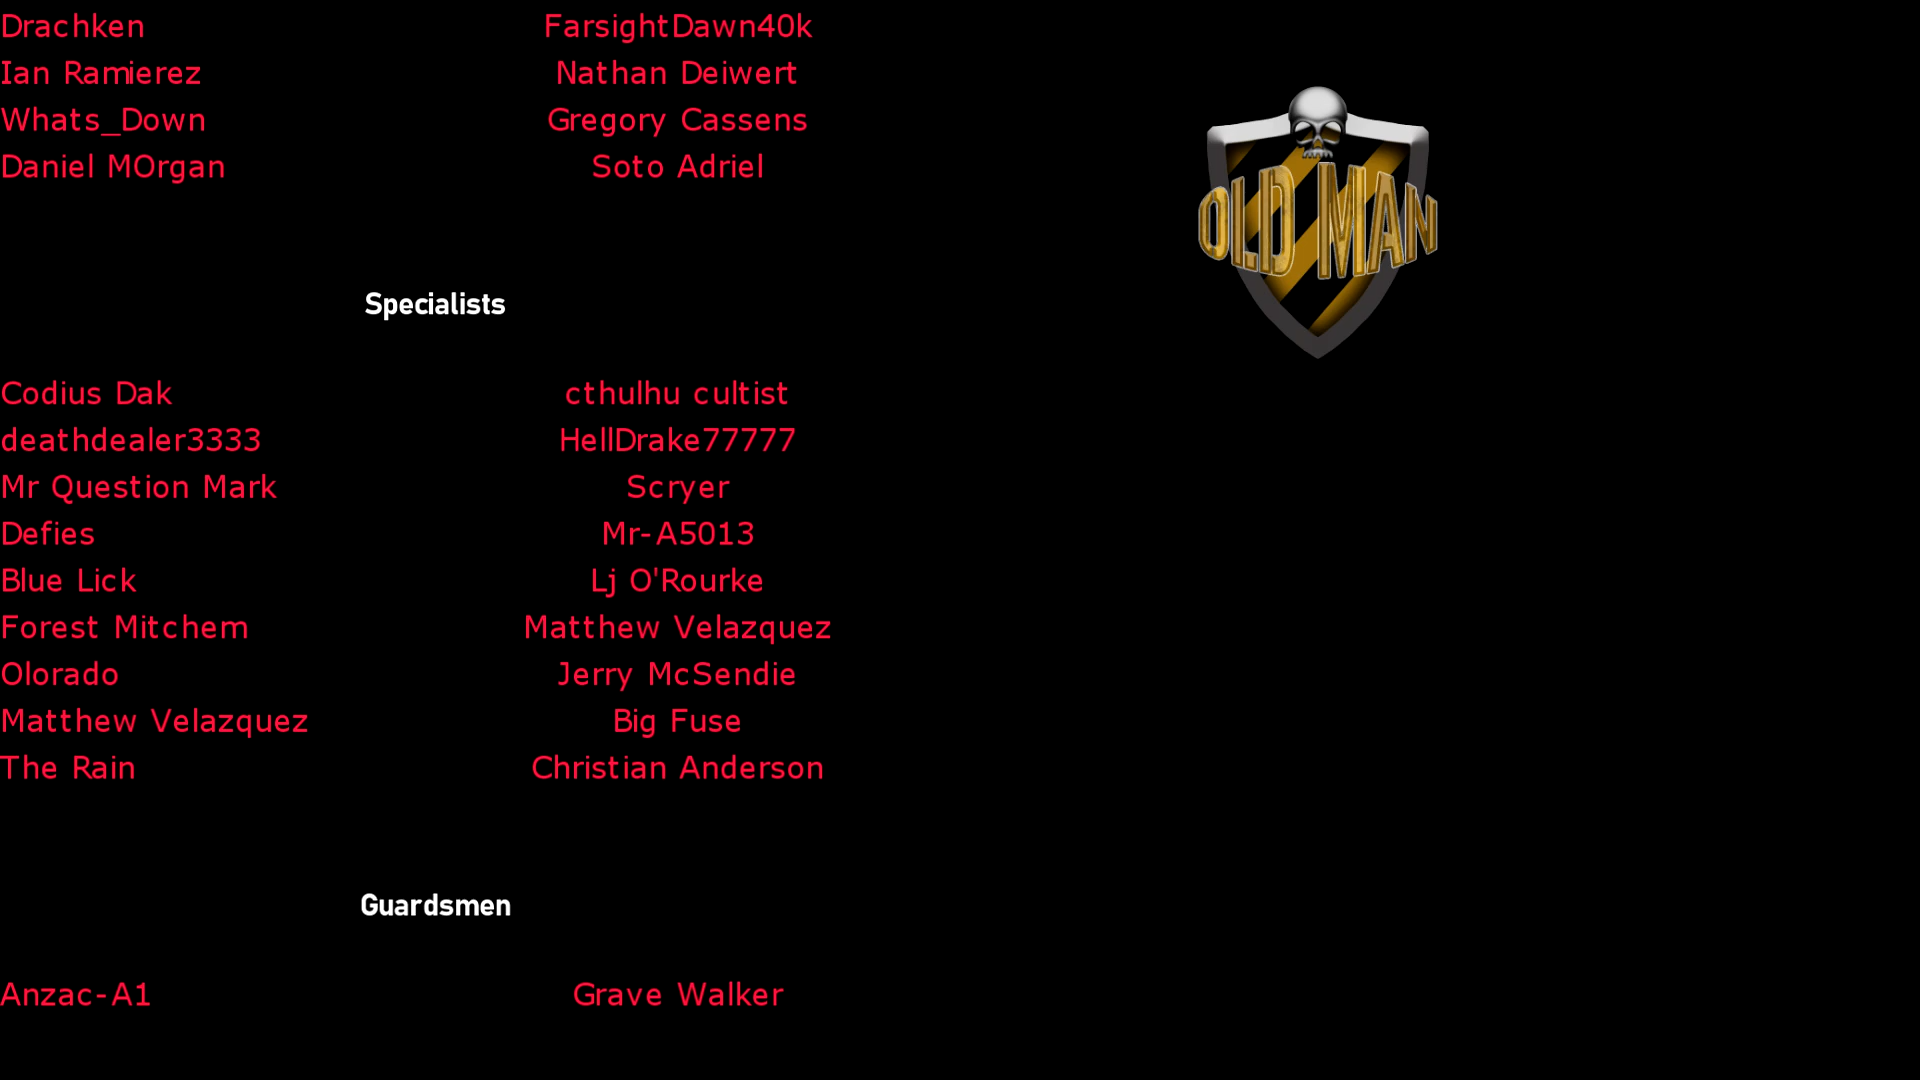 Drachken FarsightDawn40k
Ian Ramierez Nathan Deiwert
Whats_Down Gregory Cassens
Daniel MOrgan Soto Adriel
OLD MAN
Specialists
Codius Dak cthulhu cultist
deathdealer3333 HellDrake77777
Mr Question Mark Scryer
Defies Mr-A5013
Blue Lick Lj O'Rourke
Forest Mitchem Matthew Velazquez
Olorado Jerry McSendie
Matthew Velazquez Big Fuse
The Rain Christian Anderson
Guardsmen
Anzac-A1 Grave Walker